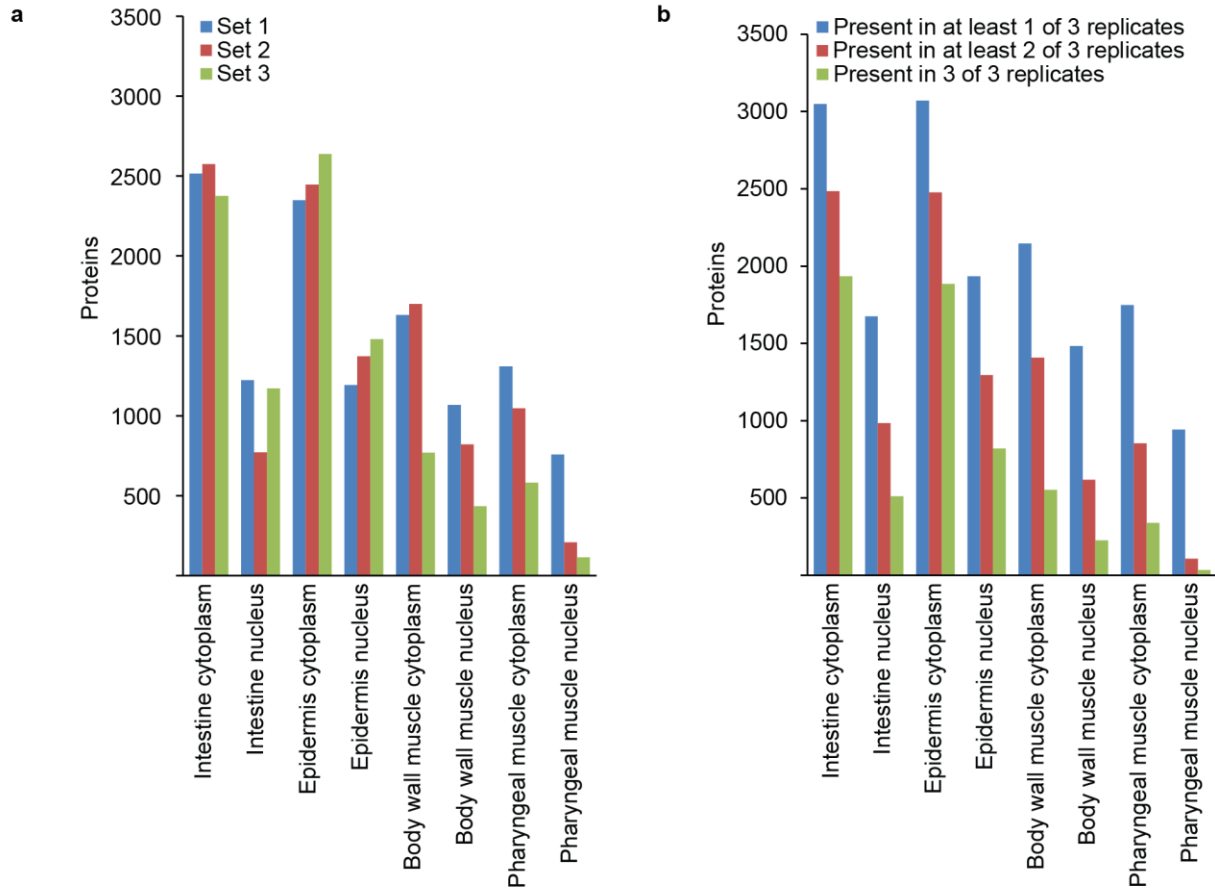 a
3500
3000
2500
2000
1500
1000
500
Proteins
Set 1
Set 2
Set 3
Intestine cytoplasm
Intestine nucleus
Epidermis cytoplasm
Epidermis nucleus
Body wall muscle cytoplasm
Body wall muscle nucleus
Pharyngeal muscle cytoplasm
Pharyngeal muscle nucleus
b
3500
3000
2500
2000
1500
1000
500
Proteins
Present in at least 1 of 3 replicates
Present in at least 2 of 3 replicates
Present in 3 of 3 replicates
Intestine cytoplasm
Intestine nucleus
Epidermis cytoplasm
Epidermis nucleus
Body wall muscle cytoplasm
Body wall muscle nucleus
Pharyngeal muscle cytoplasm
Pharyngeal muscle nucleus